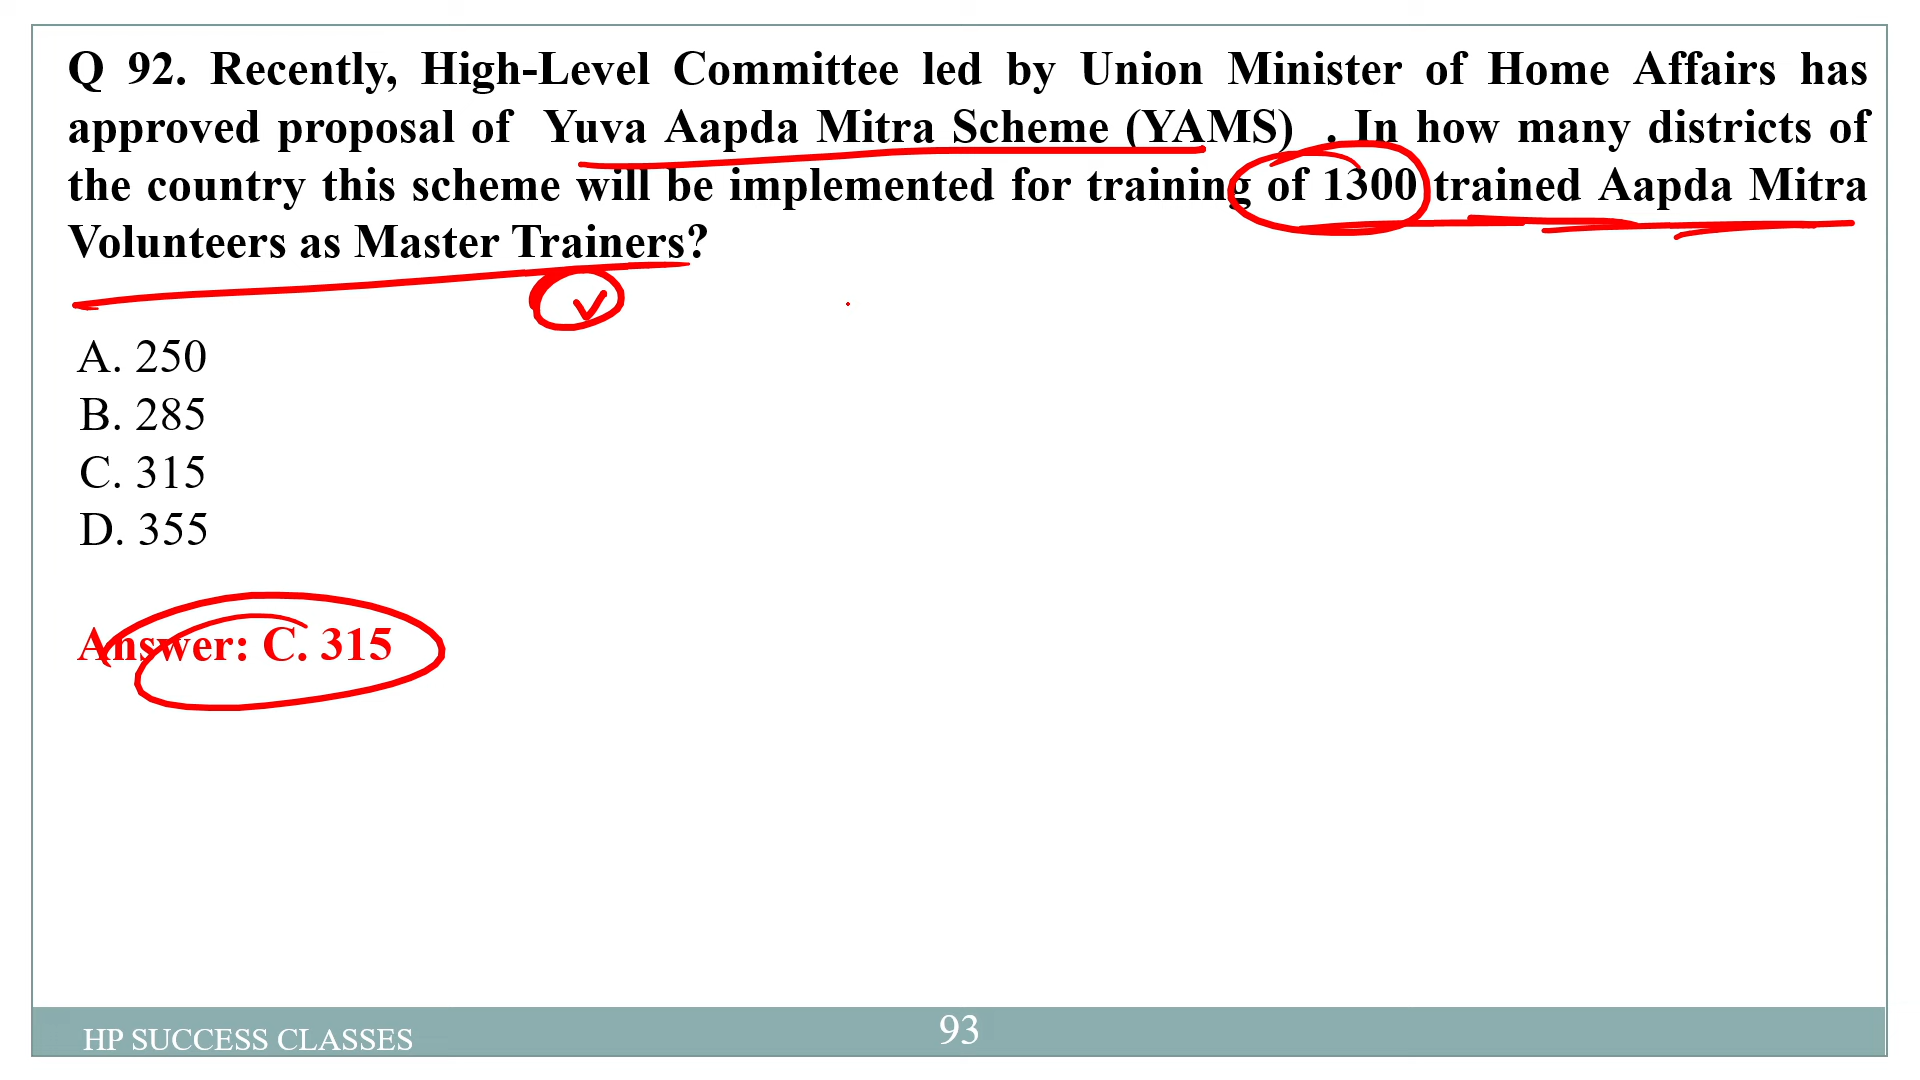 Q 92. Recently, High-Level Committee led by Union Minister of Home Affairs has
approved proposal of Yuva Aapda Mitra Scheme (YAMS) . In how many districts of
the country this scheme will be implemented for training of 1300 trained Aapda Mitra
Volunteers as Master Trainers?
A. 250
B. 285
C. 315
D. 355
Answer: C. 315
HP SUCCESS CLASSES
93